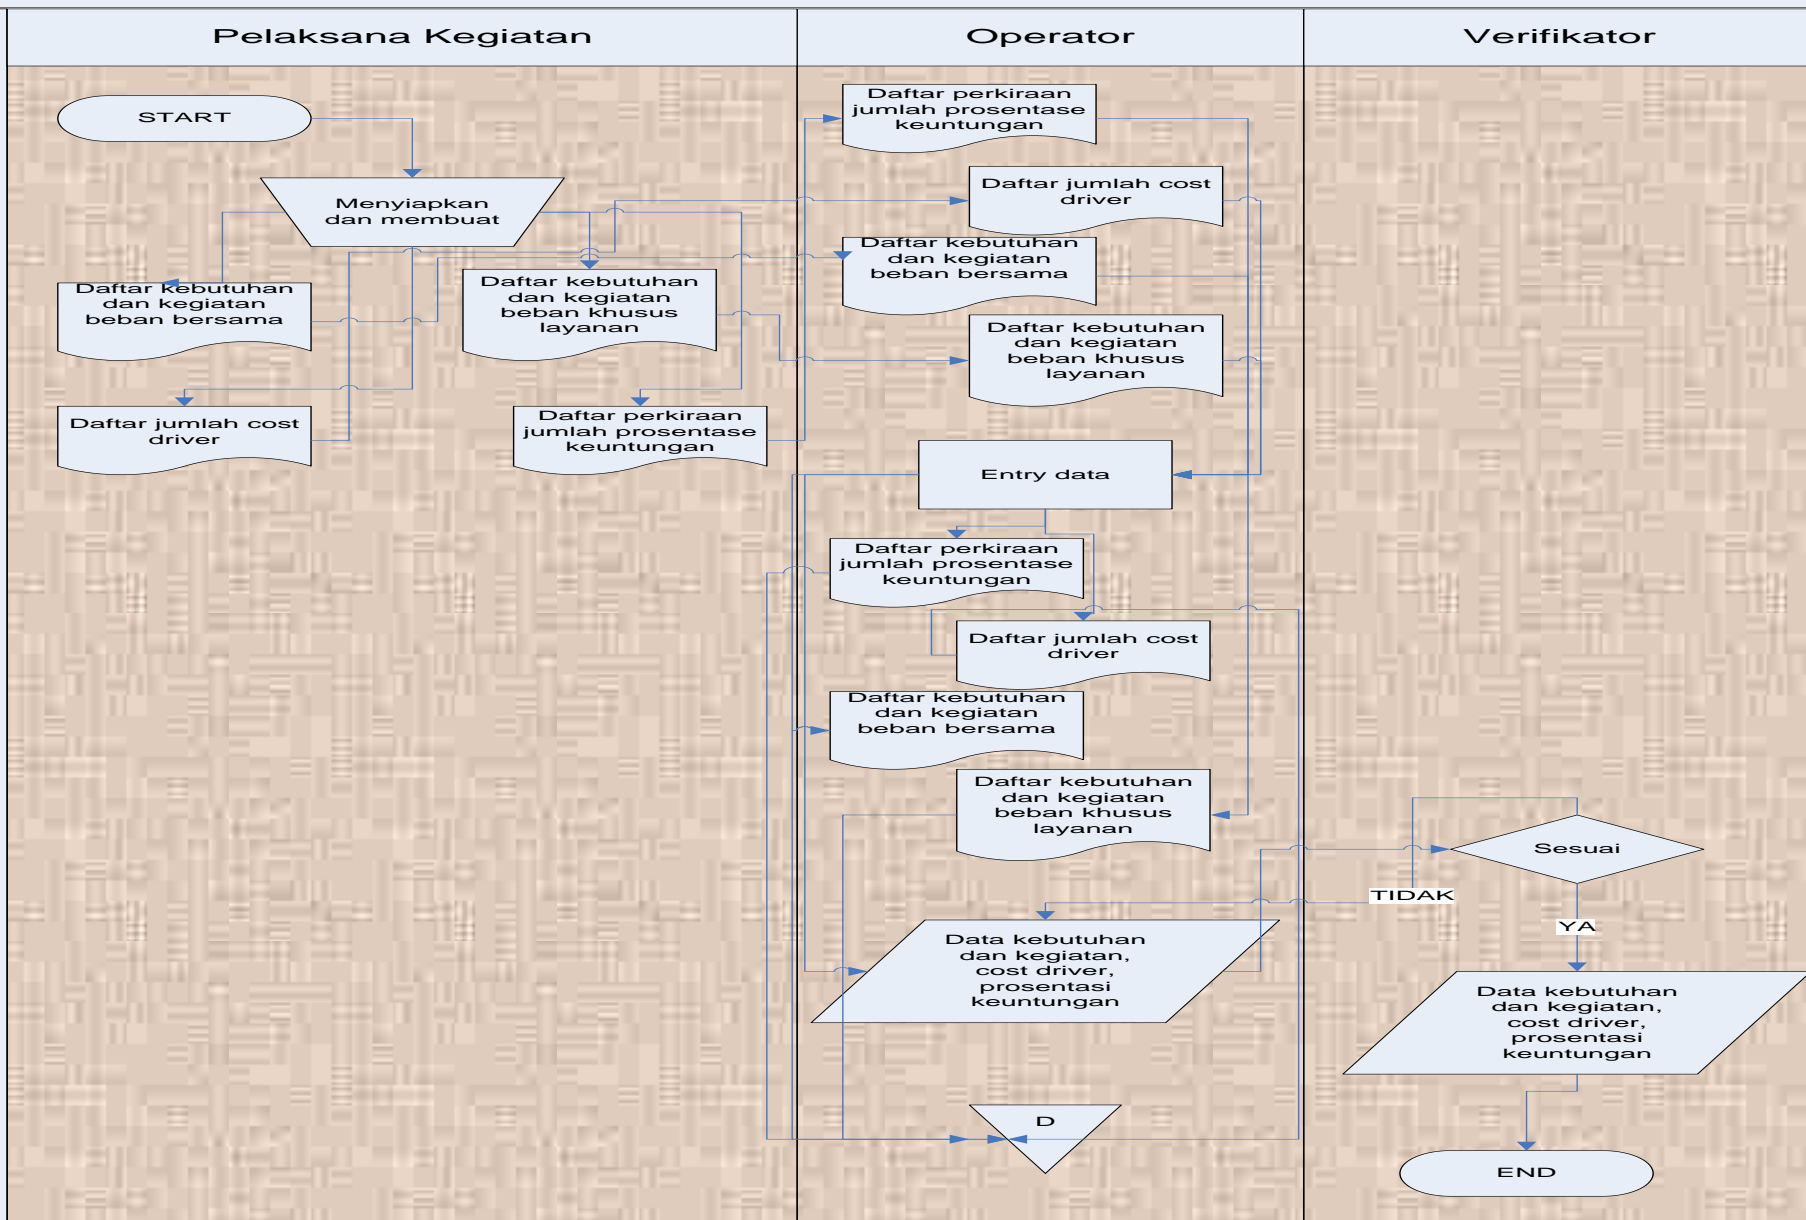 Pelaksana Kegiatan
Operator
Verifikator
START
Menyiapkan
dan membuat
Daftar kebutuhan
dan kegiatan
beban bersama
Daftar kebutuhan
dan kegiatan
beban khusus
layanan
Daftar jumlah cost
driver
Daftar perkiraan
jumlah prosentase
keuntungan
Daftar perkiraan
jumlah prosentase
keuntungan
Daftar jumlah cost
driver
Daftar kebutuhan
dan kegiatan
beban bersama
Daftar kebutuhan
dan kegiatan
beban khusus
layanan
Entry data
Daftar perkiraan
jumlah prosentase
keuntungan
Daftar jumlah cost
driver
Daftar kebutuhan
dan kegiatan
beban bersama
Daftar kebutuhan
dan kegiatan
beban khusus
layanan
Data kebutuhan
dan kegiatan,
cost driver,
prosentasi
keuntungan
D
Sesuai
TIDAK
YA
Data kebutuhan
dan kegiatan,
cost driver,
prosentasi
keuntungan
END